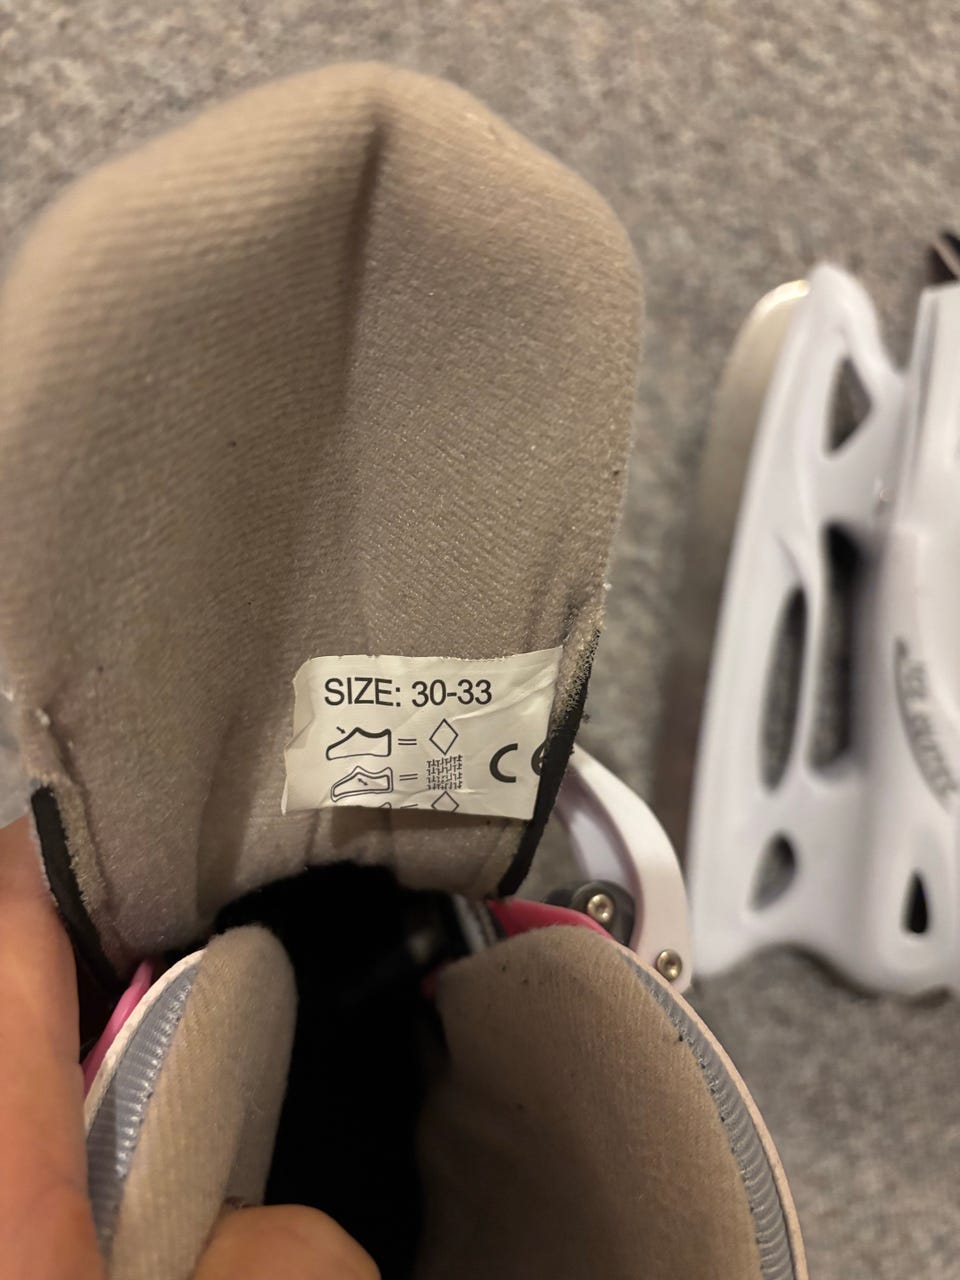 SIZE: 30-33
=
=
CE
=